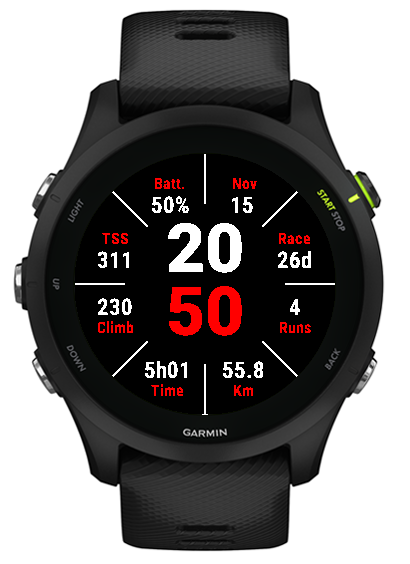 Batt. Nov
50% 15
LIGHT
START STOP
TSS Race
311 26d
20
UP
230 4
Climb Runs
50
DOWN
BACK
5h01 55.8
Time Km
GARMIN